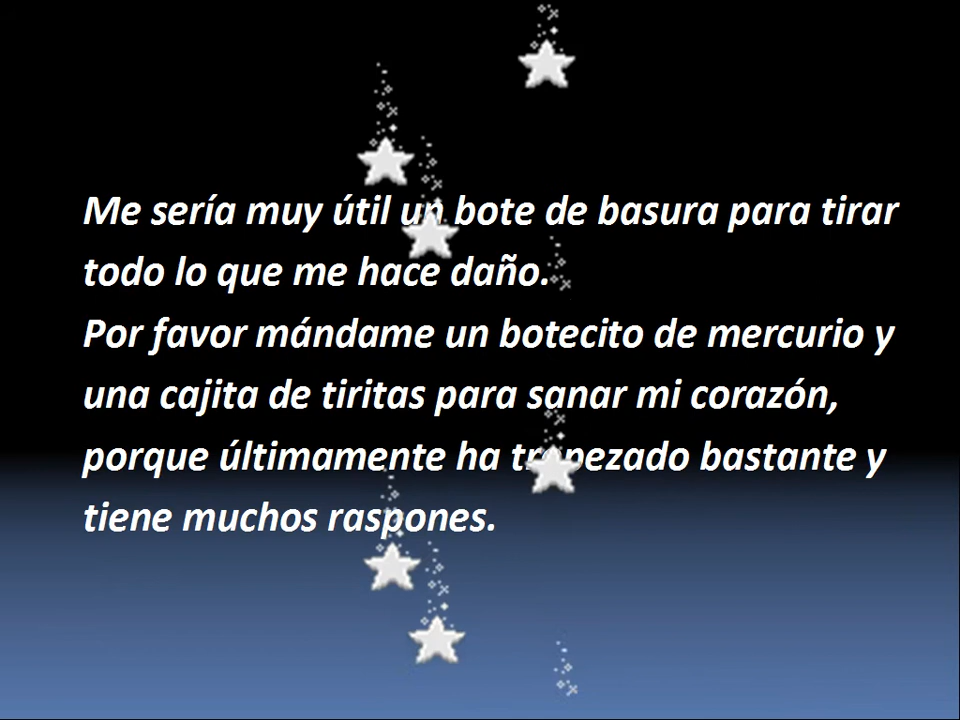 Me sería muy útil un bote de basura para tirar
todo lo que me hace daño.
Por favor mándame un botecito de mercurio y
una cajita de tiritas para sanar mi corazón,
porque últimamente ha tropezado bastante y
tiene muchos raspones.